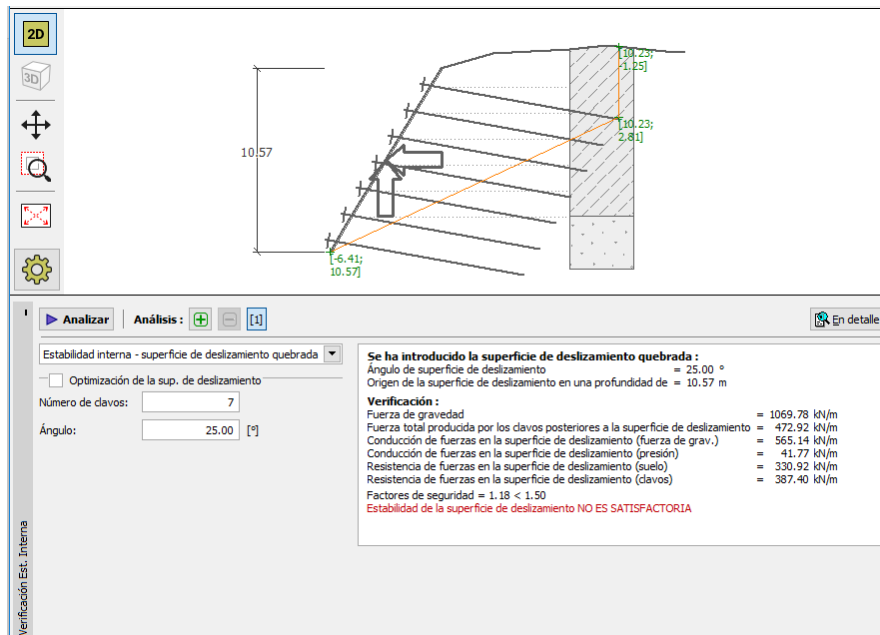 2D
3D
[10.23;
-1.25]
[10.23;
2.81]
10.57
[-6.41;
10.57]
Analizar
Análisis :
[1]
En detalle
Estabilidad interna - superficie de deslizamiento quebrada
Optimización de la sup. de deslizamiento
Número de clavos: 7
Ángulo: 25.00 [°]
Se ha introducido la superficie de deslizamiento quebrada :
Ángulo de superficie de deslizamiento = 25.00 °
Origen de la superficie de deslizamiento en una profundidad de = 10.57 m
Verificación :
Fuerza de gravedad = 1069.78 kN/m
Fuerza total producida por los clavos posteriores a la superficie de deslizamiento = 472.92 kN/m
Conducción de fuerzas en la superficie de deslizamiento (fuerza de grav.) = 565.14 kN/m
Conducción de fuerzas en la superficie de deslizamiento (presión) = 41.77 kN/m
Resistencia de fuerzas en la superficie de deslizamiento (suelo) = 330.92 kN/m
Resistencia de fuerzas en la superficie de deslizamiento (clavos) = 387.40 kN/m
Factores de seguridad = 1.18 < 1.50
Estabilidad de la superficie de deslizamiento NO ES SATISFACTORIA
Verificación Est. Interna